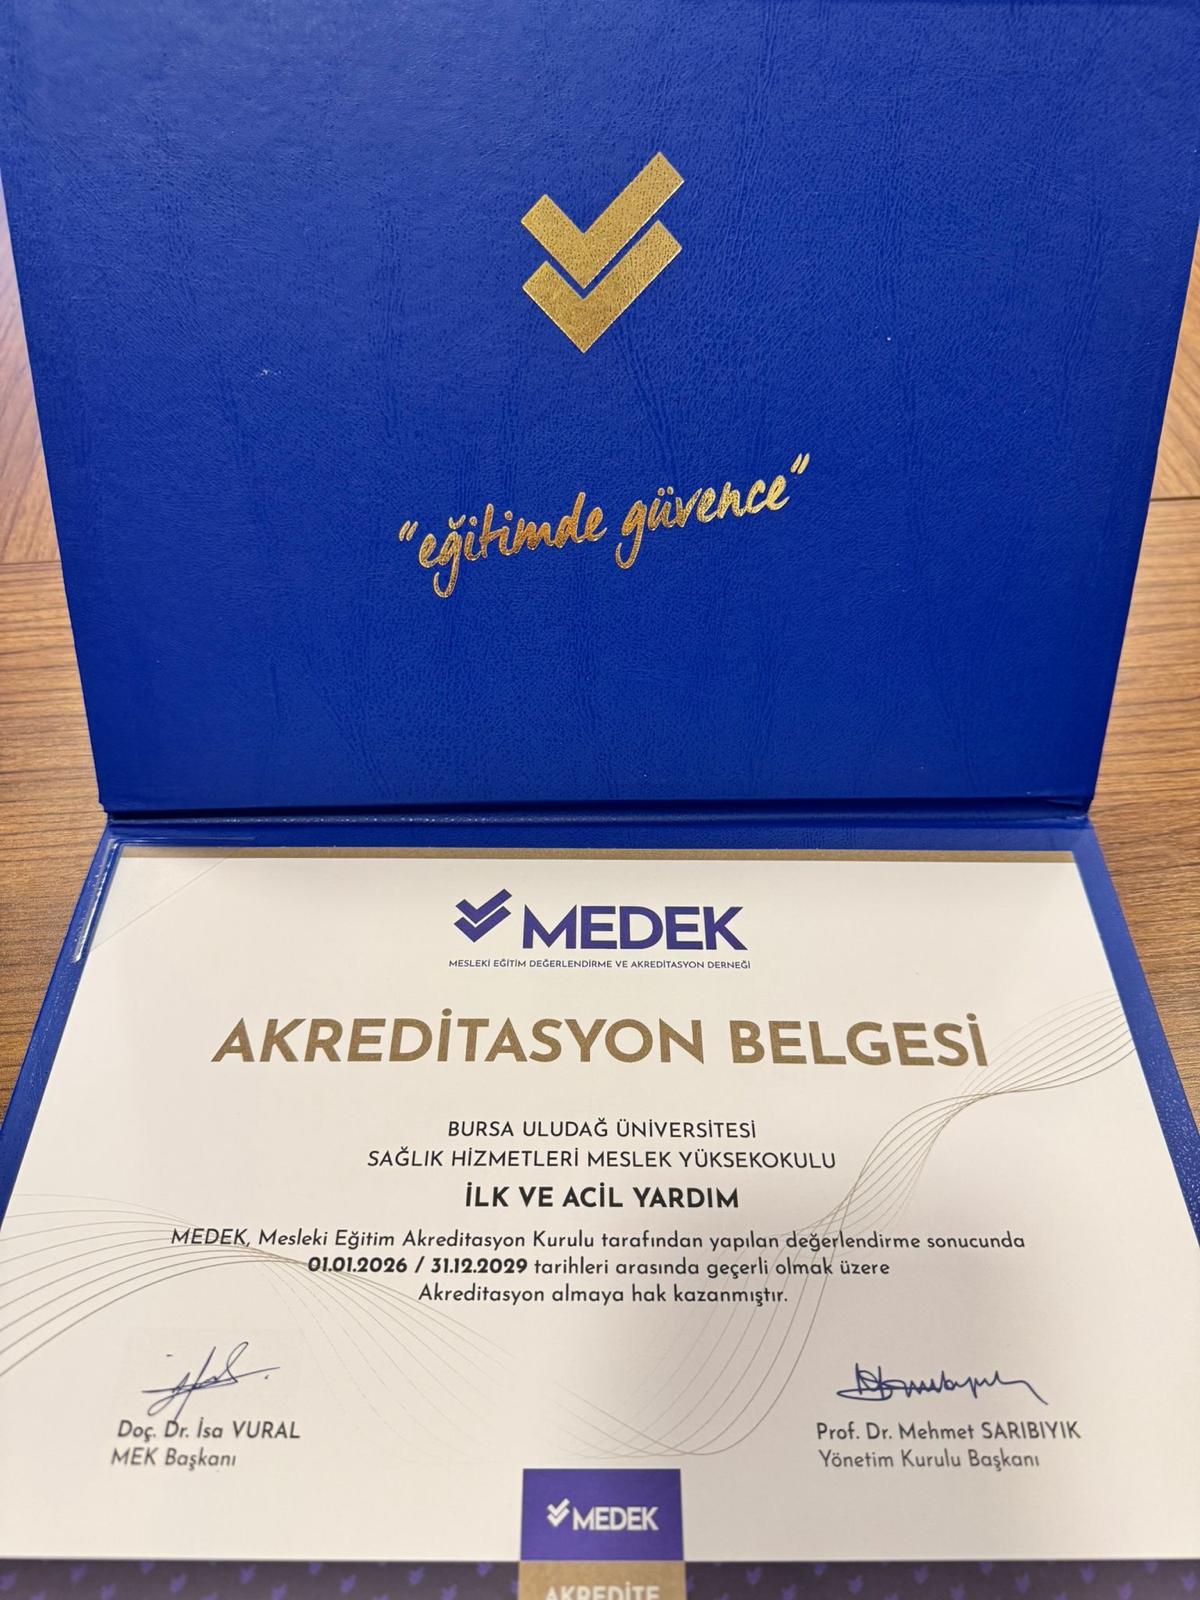 "eğitimde güvence"
MEDEK
MESLEKİ EĞİTİM DEĞERLENDİRME VE AKREDİTASYON DERNEĞİ
AKREDİTASYON BELGESİ
BURSA ULUDAĞ ÜNİVERSİTESİ
SAĞLIK HİZMETLERİ MESLEK YÜKSEKOKULU
İLK VE ACİL YARDIM
MEDEK, Mesleki Eğitim Akreditasyon Kurulu tarafından yapılan değerlendirme sonucunda
01.01.2026 / 31.12.2029 tarihleri arasında geçerli olmak üzere
Akreditasyon almaya hak kazanmıştır.
Doç. Dr. İsa VURAL
MEK Başkanı
Prof. Dr. Mehmet SARIBIYIK
Yönetim Kurulu Başkanı
MEDEK
AKREDİTE